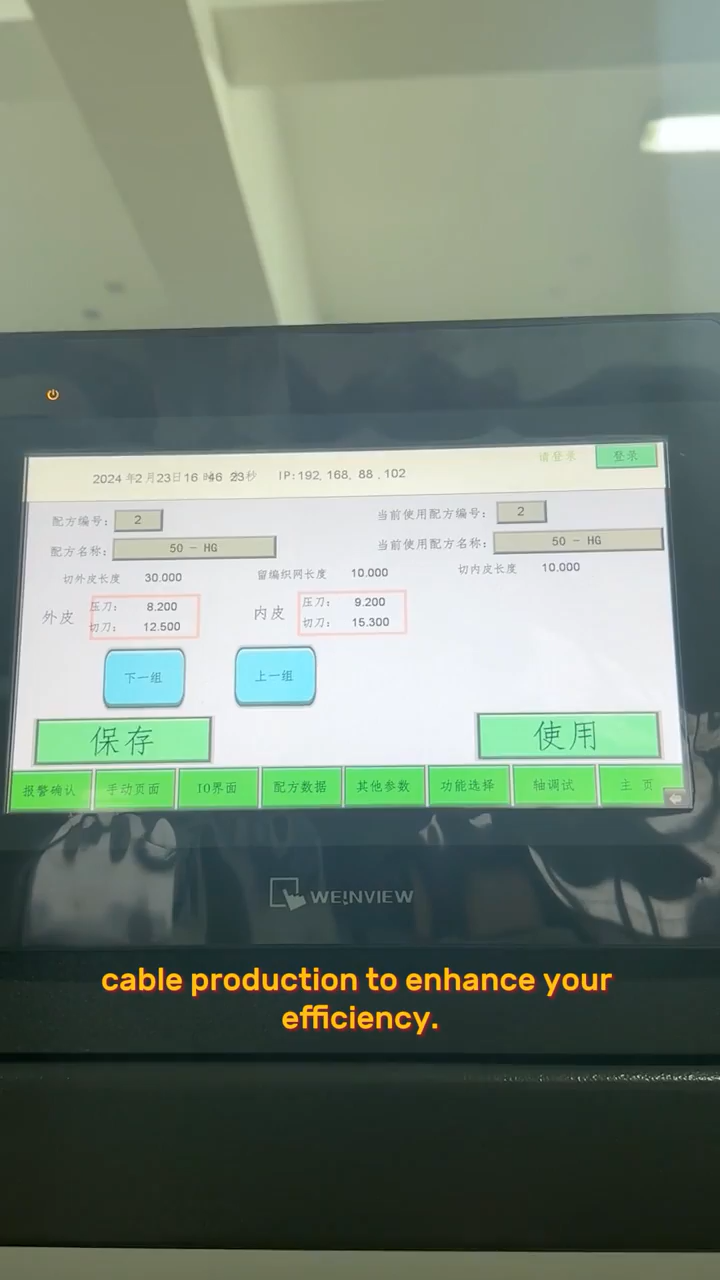 请登录 登录
2024 年2 月23日16 时46 分23秒 IP:192, 168, 88 , 102
配方编号: 2 当前使用配方编号: 2
配方名称: 50 - HG 当前使用配方名称: 50 - HG
切外皮长度 30.000 留编织网长度 10.000 切内皮长度 10.000
外皮 压刀: 8.200 内皮 压刀: 9.200
切刀: 12.500 切刀: 15.300
下一组 上一组
保存 使用
报警确认 手动页面 IO界面 配方数据 其他参数 功能选择 轴调试 主 页
WE!NVIEW
cable production to enhance your
efficiency.